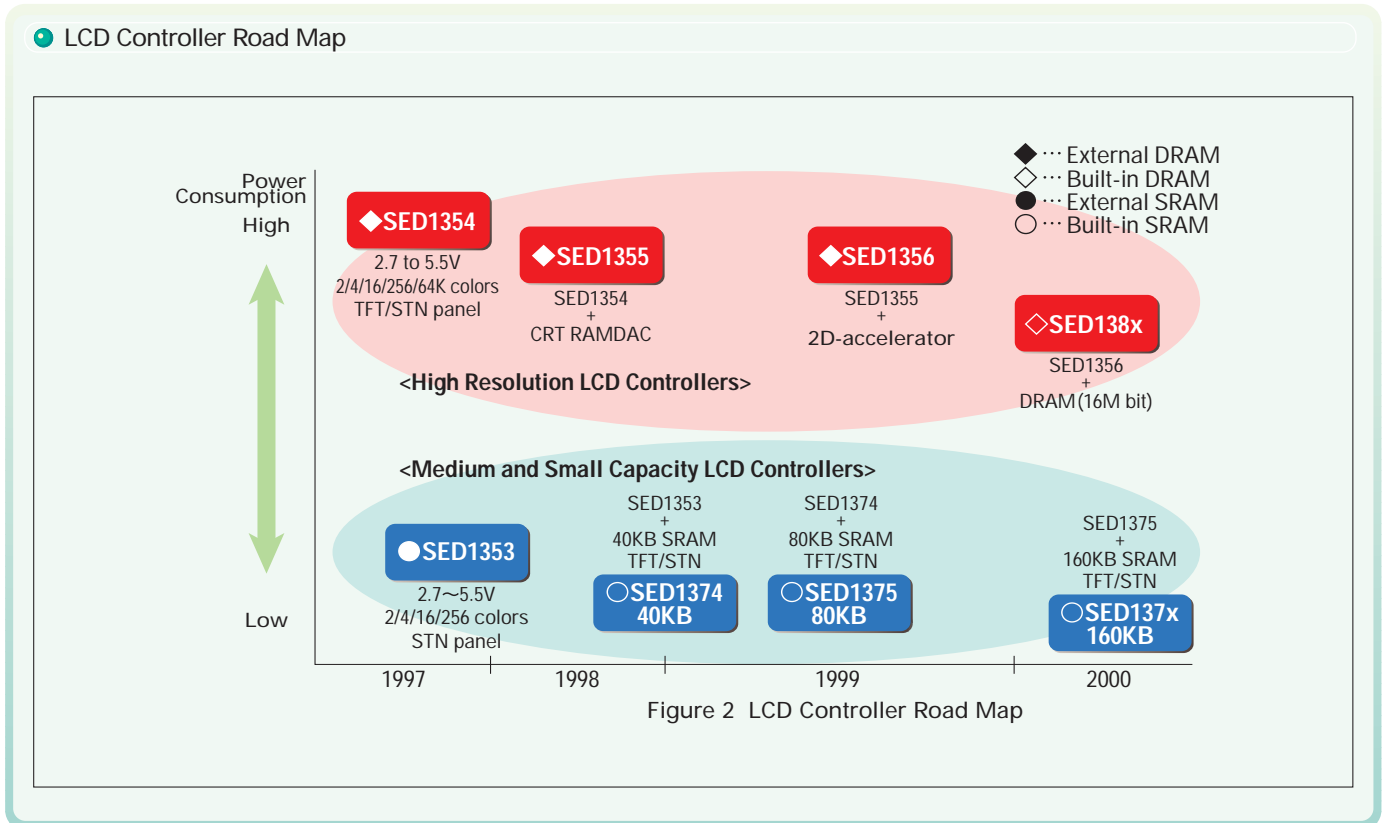 LCD Controller Road Map
Power
Consumption
High
Low
◆ ··· External DRAM
◇ ··· Built-in DRAM
● ··· External SRAM
○ ··· Built-in SRAM
◆SED1354
2.7 to 5.5V
2/4/16/256/64K colors
TFT/STN panel
◆SED1355
SED1354
+
CRT RAMDAC
◆SED1356
SED1355
+
2D-accelerator
◇SED138x
SED1356
+
DRAM(16M bit)
<High Resolution LCD Controllers>
<Medium and Small Capacity LCD Controllers>
●SED1353
2.7～5.5V
2/4/16/256 colors
STN panel
SED1353
+
40KB SRAM
TFT/STN
○SED1374
40KB
SED1374
+
80KB SRAM
TFT/STN
○SED1375
80KB
SED1375
+
160KB SRAM
TFT/STN
○SED137x
160KB
1997
1998
1999
2000
Figure 2 LCD Controller Road Map